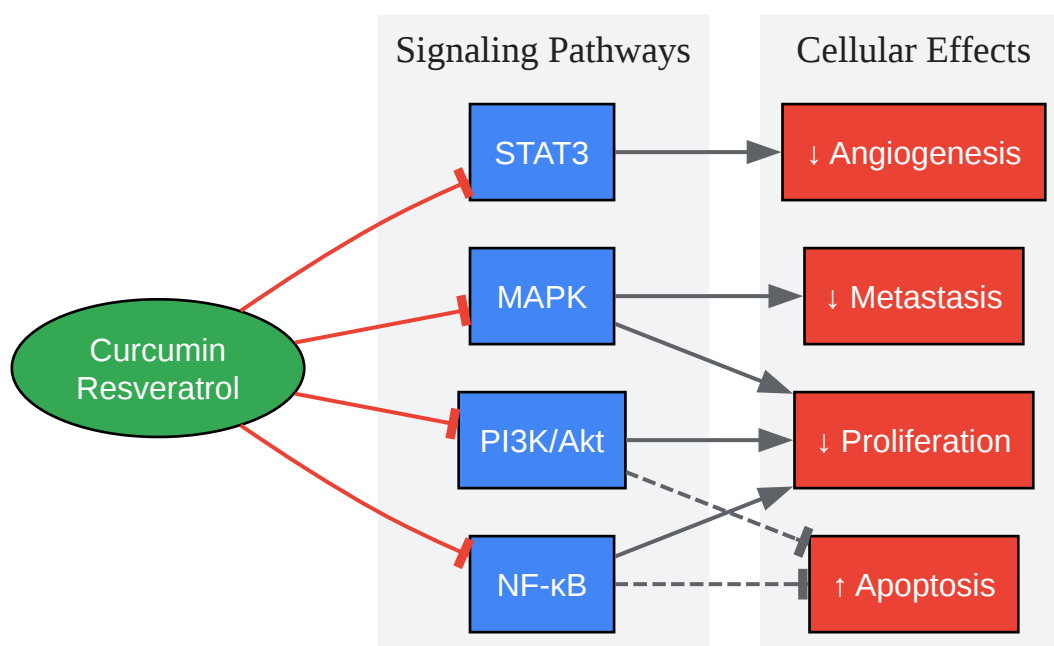 Signaling Pathways
Cellular Effects
STAT3
↓ Angiogenesis
MAPK
↓ Metastasis
Curcumin
Resveratrol
PI3K/Akt
↓ Proliferation
NF-κB
↑ Apoptosis